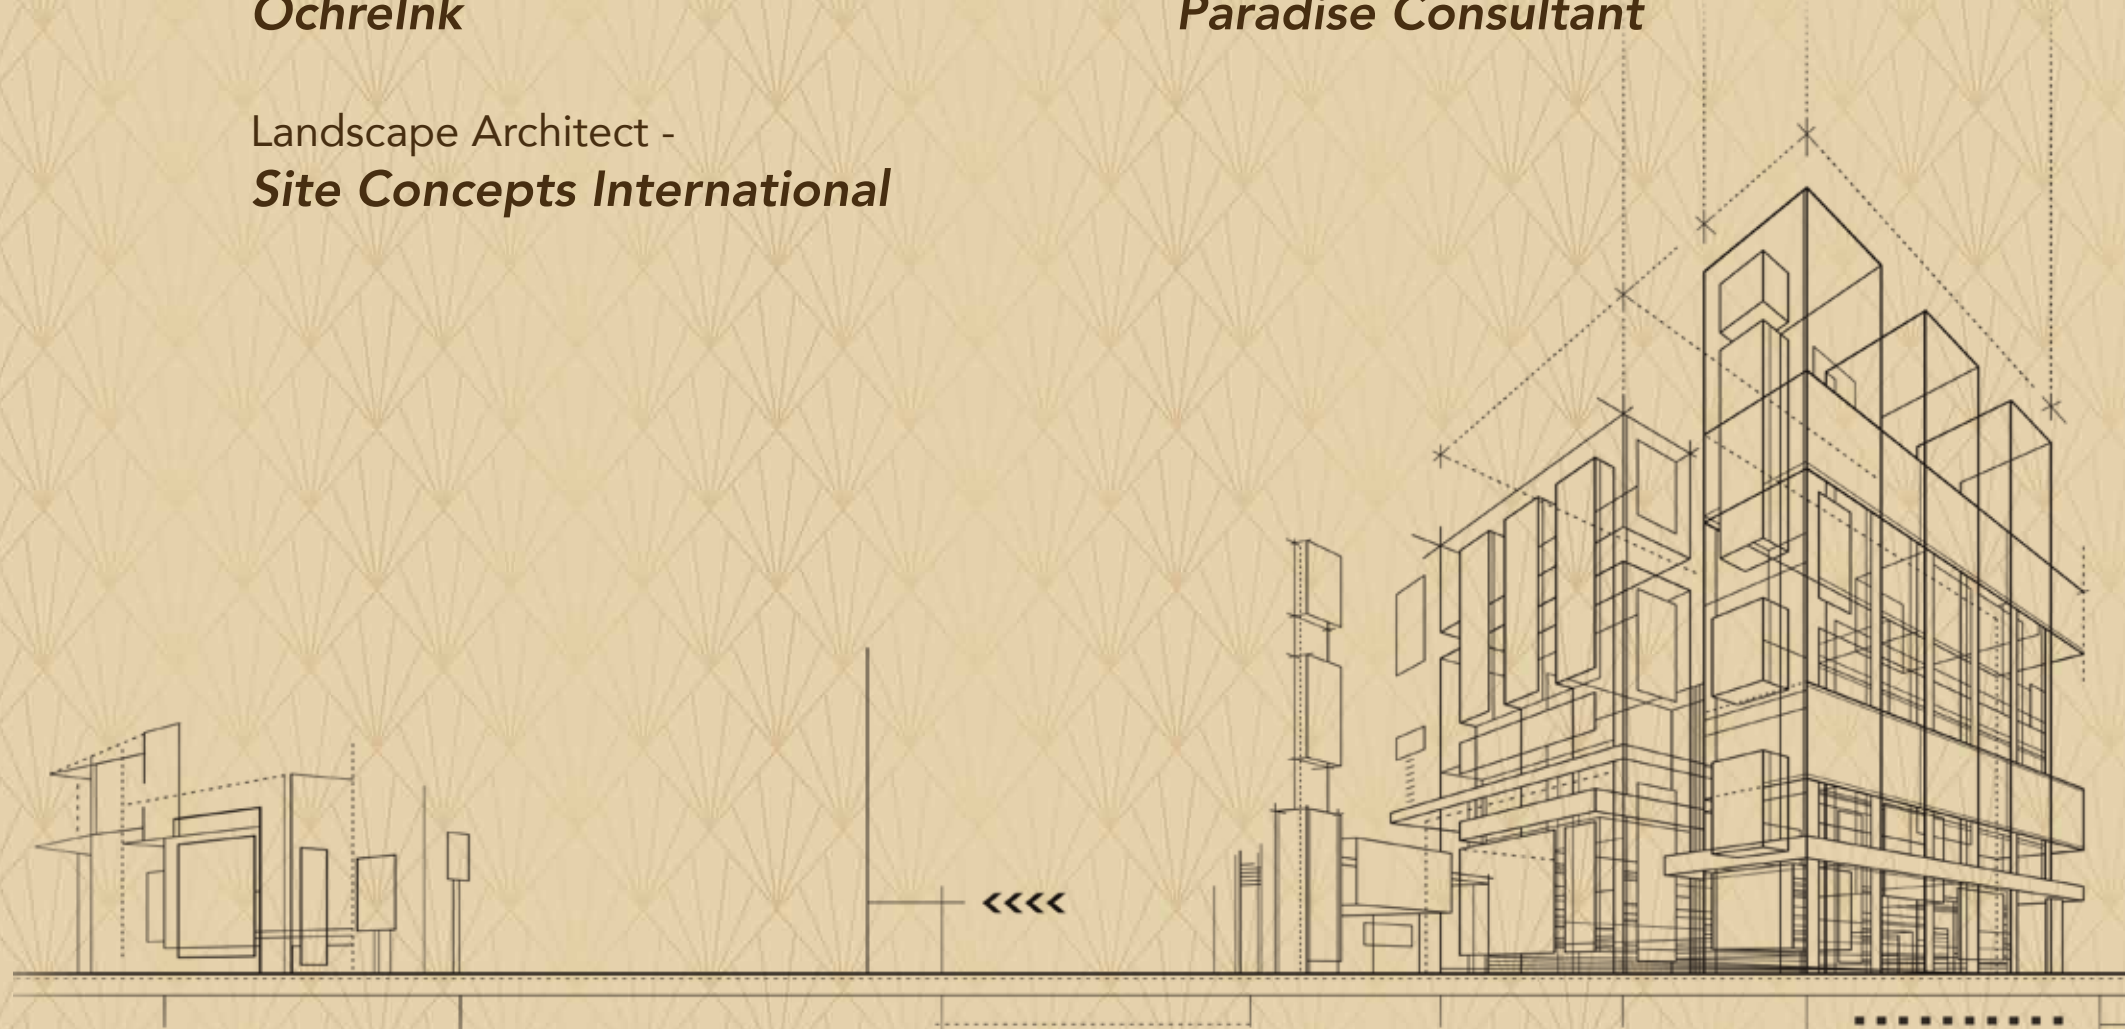 OchreInk
Paradise Consultant
Landscape Architect -
Site Concepts International